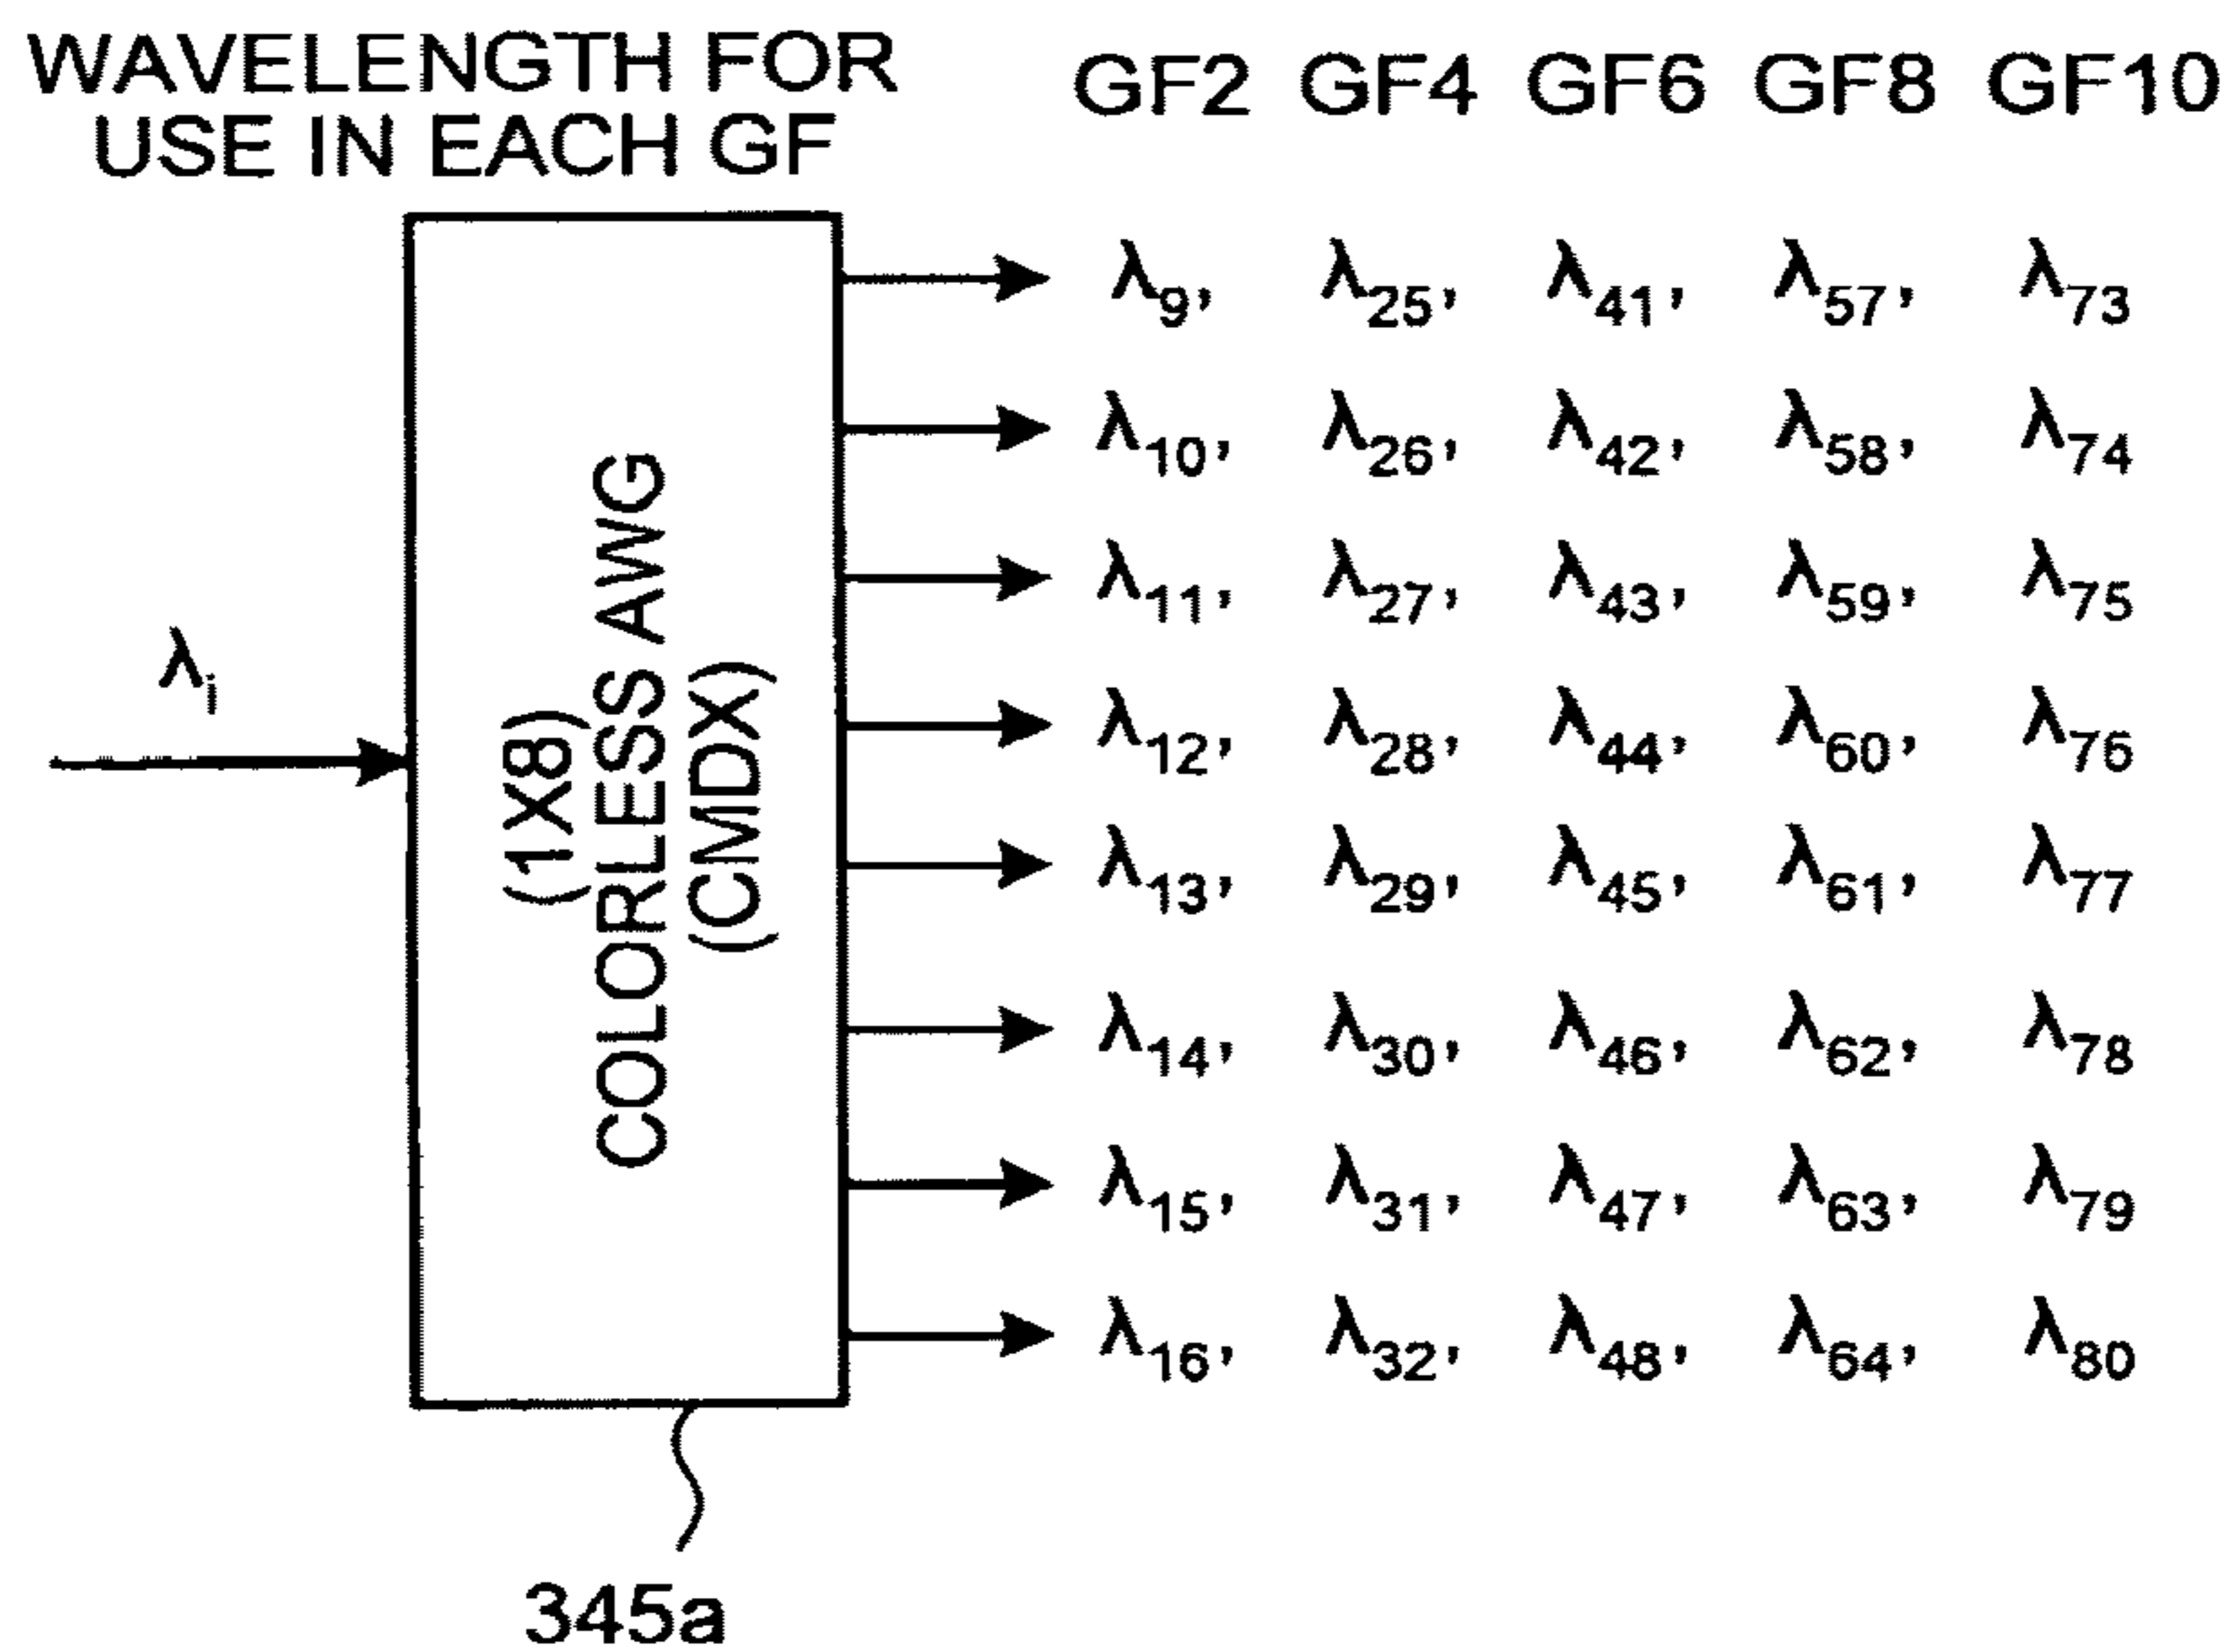 WAVELENGTH FOR
USE IN EACH GF
GF2 GF4 GF6 GF8 GF10
λ9, λ25, λ41, λ57, λ73
λ10, λ26, λ42, λ58, λ74
λ11, λ27, λ43, λ59, λ75
λi
λ12, λ28, λ44, λ60, λ76
λ13, λ29, λ45, λ61, λ77
λ14, λ30, λ46, λ62, λ78
λ15, λ31, λ47, λ63, λ79
λ16, λ32, λ48, λ64, λ80
(1X8)
COLORLESS AWG
(CMDX)
345a